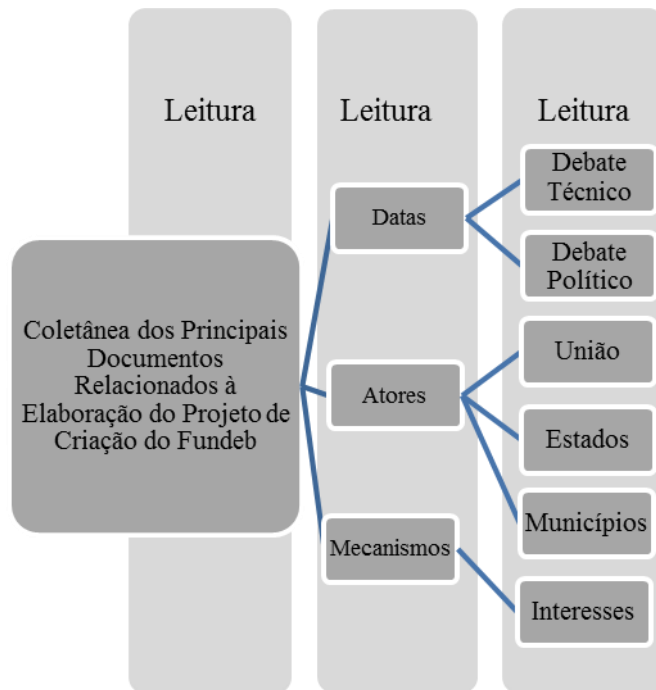 Leitura
Leitura
Leitura
Coletânea dos Principais
Documentos
Relacionados à
Elaboração do Projeto de
Criação do Fundeb
Datas
Atores
Mecanismos
Debate
Técnico
Debate
Político
União
Estados
Municípios
Interesses